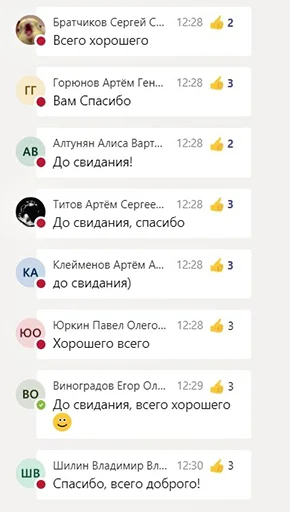 Братчиков Сергей С... 12:28 👍 2
Всего хорошего
ГГ Горюнов Артём Ген... 12:28 👍 3
Вам Спасибо
АВ Алтунян Алиса Варт... 12:28 👍 2
До свидания!
Титов Артём Сергее... 12:28 👍 3
До свидания, спасибо
КА Клейменов Артём А... 12:28 👍 3
до свидания)
ЮО Юркин Павел Олего... 12:28 👍 3
Хорошего всего
ВО Виноградов Егор Ол... 12:29 👍 3
До свидания, всего хорошего
🙂
ШВ Шилин Владимир Вл... 12:30 👍 3
Спасибо, всего доброго!